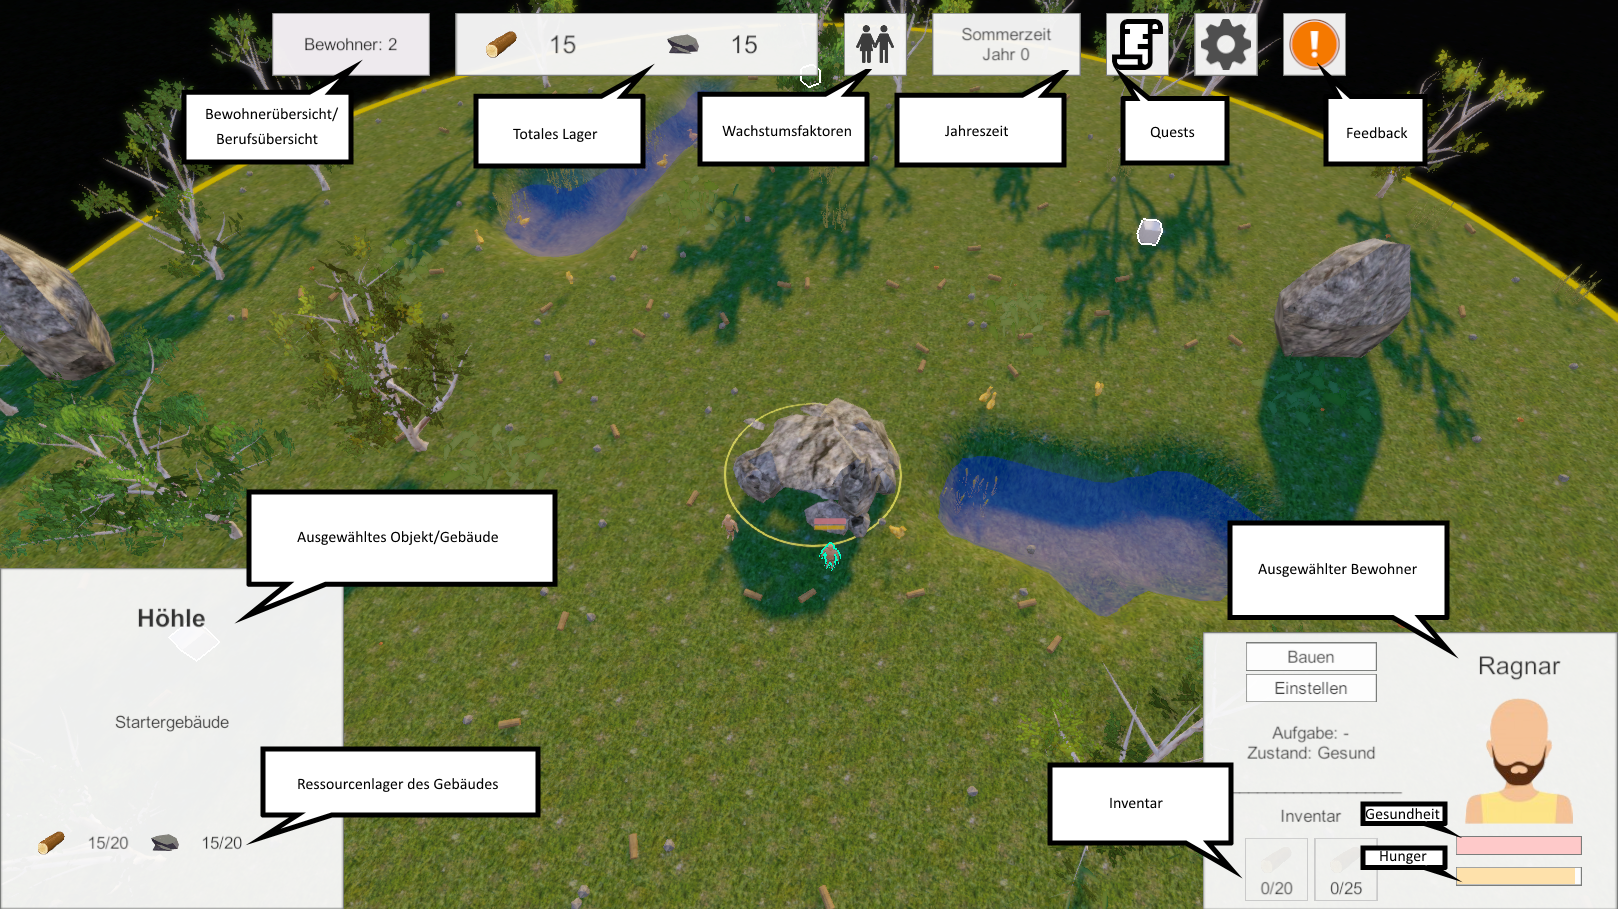 Bewohner: 2
15
15
Sommerzeit
Jahr 0
Bewohnerübersicht/
Berufsübersicht
Totales Lager
Wachstumsfaktoren
Jahreszeit
Quests
Feedback
Ausgewähltes Objekt/Gebäude
Höhle
Startergebäude
Ressourcenlager des Gebäudes
15/20
15/20
Ausgewählter Bewohner
Bauen
Einstellen
Ragnar
Aufgabe: -
Zustand: Gesund
Inventar
Inventar
Gesundheit
Hunger
0/20
0/25